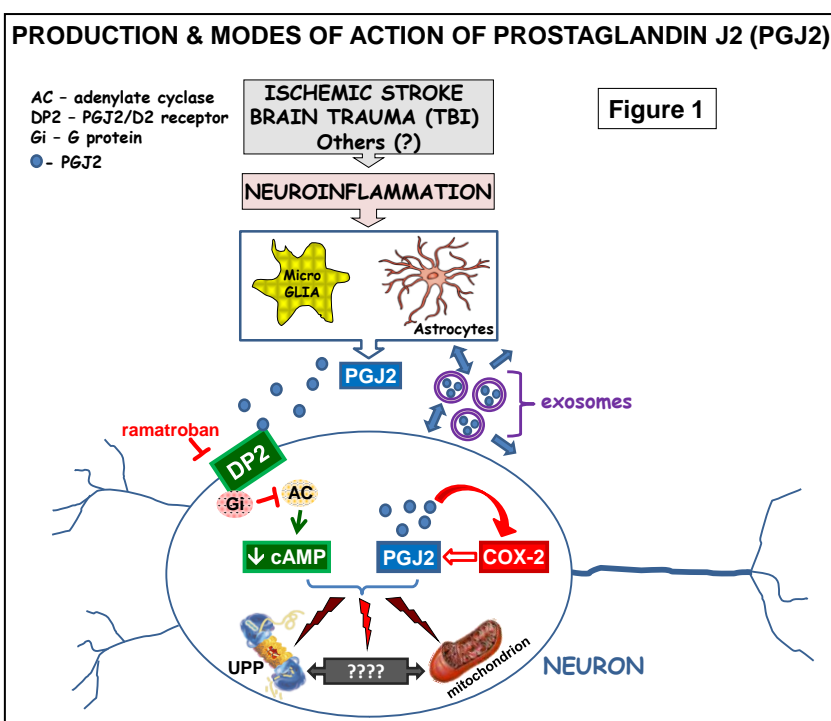 PRODUCTION & MODES OF ACTION OF PROSTAGLANDIN J2 (PGJ2)
AC - adenylate cyclase
DP2 - PGJ2/D2 receptor
Gi - G protein
- PGJ2
ISCHEMIC STROKE
BRAIN TRAUMA (TBI)
Others (?)
Figure 1
NEUROINFLAMMATION
Micro
GLIA
Astrocytes
PGJ2
exosomes
ramatroban
DP2
Gi
AC
↓ cAMP
PGJ2
COX-2
UPP
????
mitochondrion
NEURON